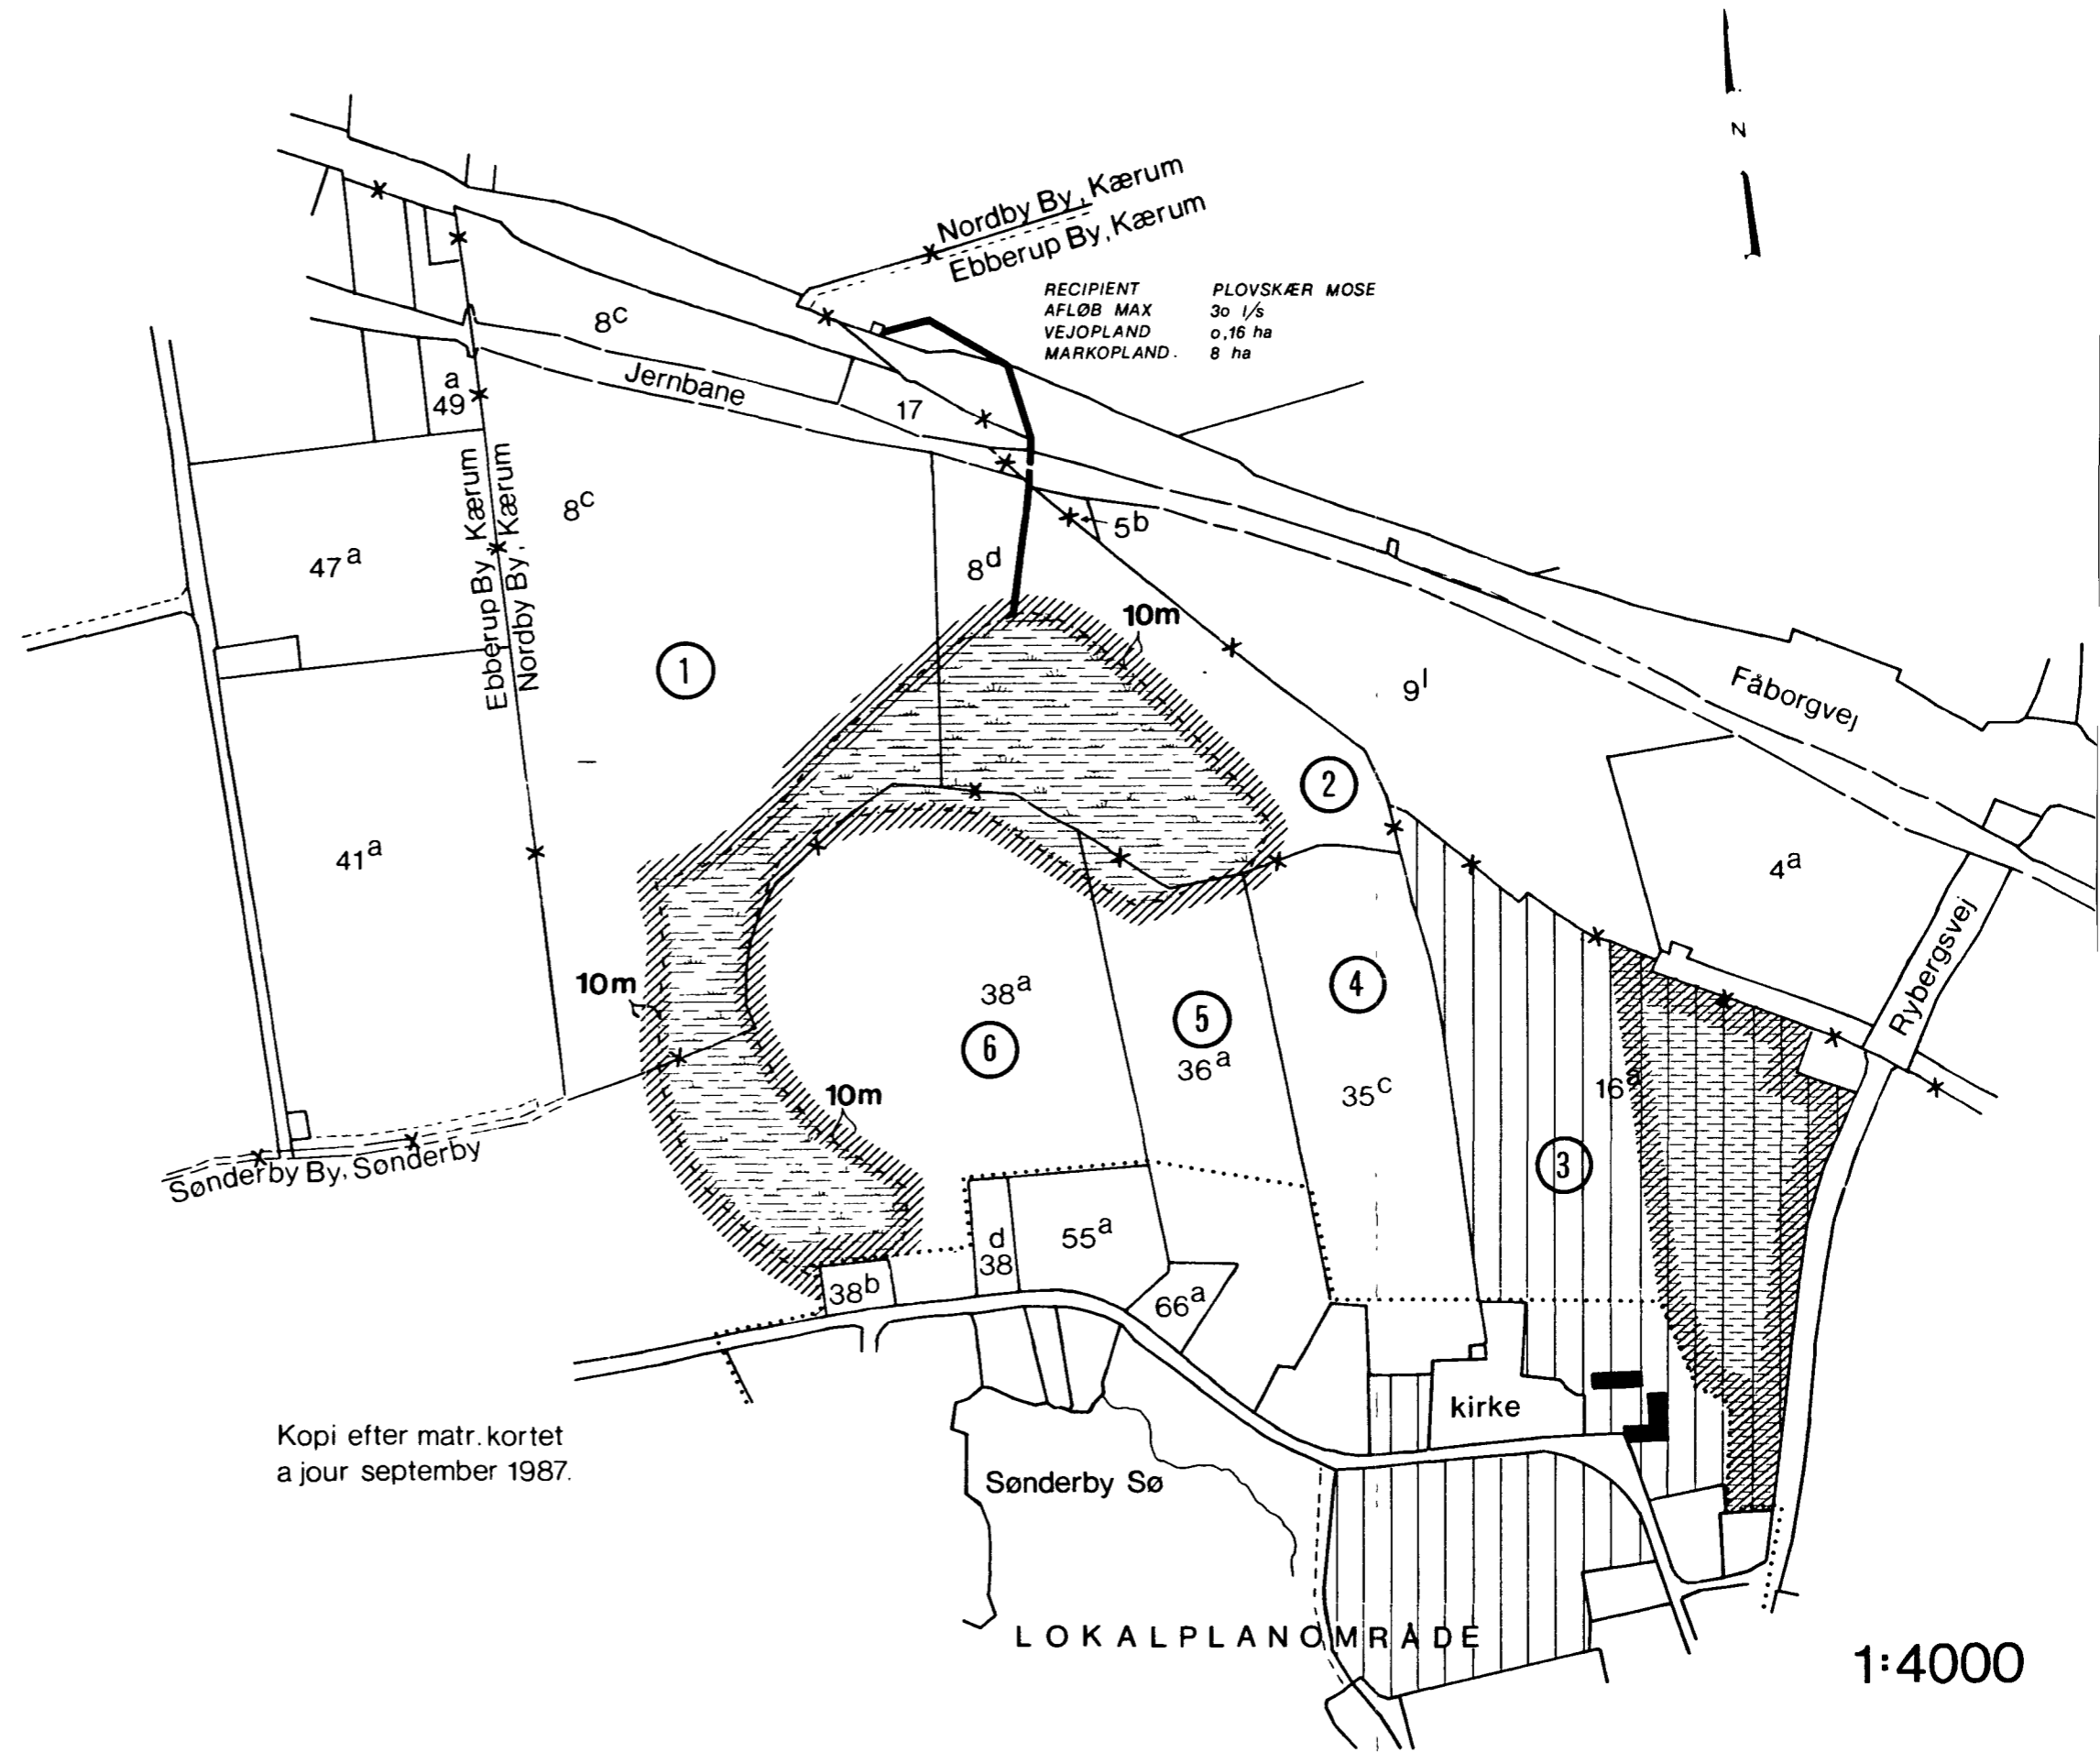 N
Nordby By, Kærum
Ebberup By, Kærum
RECIPIENT PLOVSKÆR MOSE
AFLØB MAX 3o l/s
VEJOPLAND o,16 ha
MARKOPLAND. 8 ha
8c
Jernbane
a
49
17
8c
5b
47a
8d
Ebberup By, Kærum
Nordby By, Kærum
10m
1
9l
Fåborgvej
2
41a
4a
Rybergsvej
10m
38a
4
5
6
36a
10m
35c
16a
3
Sønderby By, Sønderby
d
38
55a
38b
66a
kirke
Kopi efter matr. kortet
a jour september 1987.
Sønderby Sø
LOKALPLANOMRÅDE
1:4000